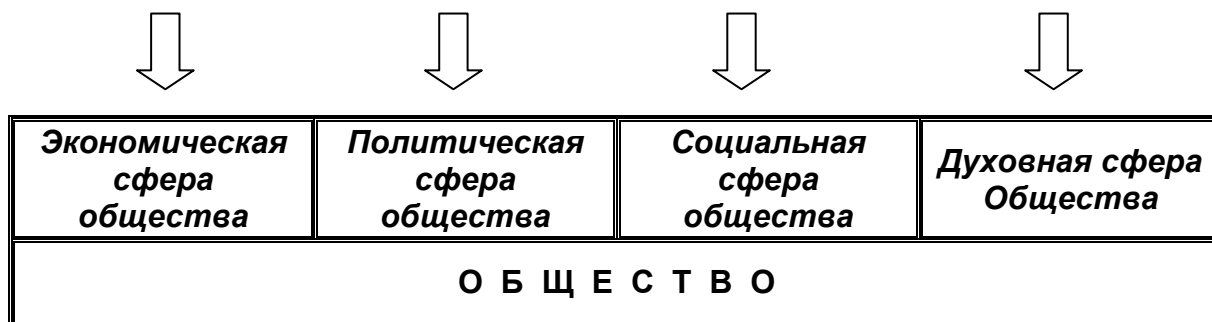 Экономическая
сфера
общества
Политическая
сфера
общества
Социальная
сфера
общества
Духовная сфера
Общества
О Б Щ Е С Т В О